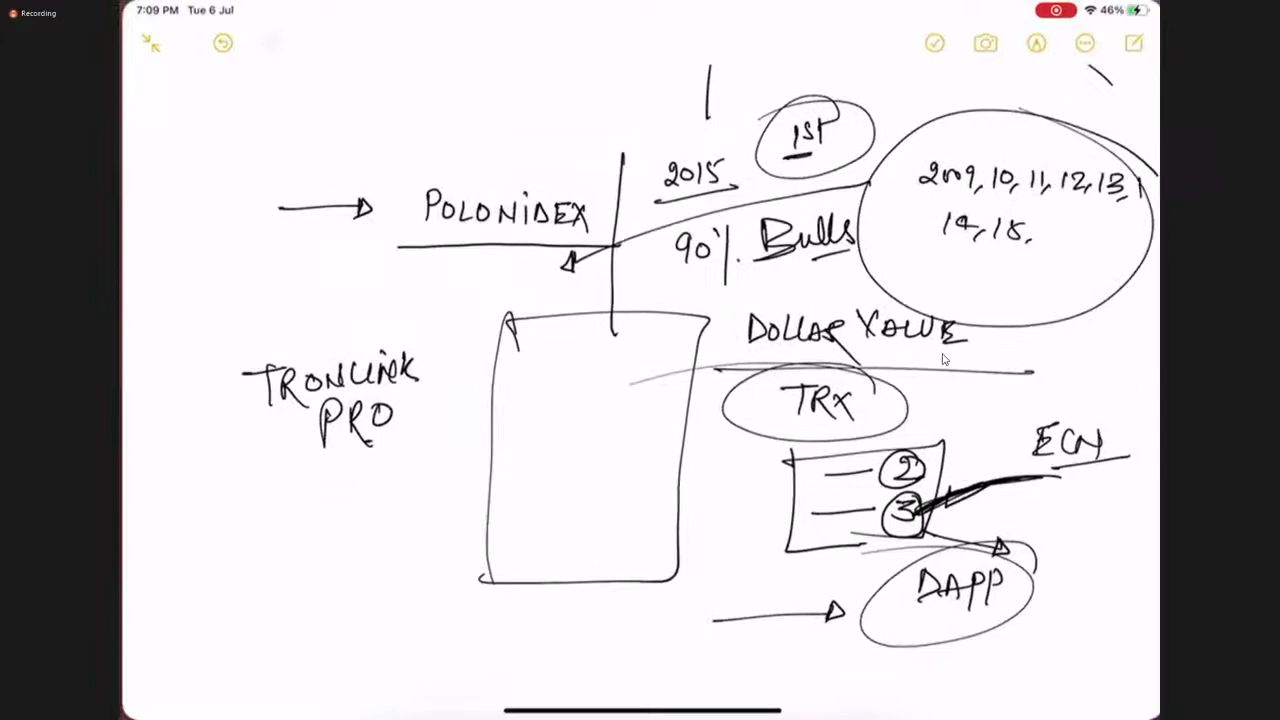 Recording
7:09 PM Tue 6 Jul
46%
1st
2015
2009, 10, 11, 12, 13,
14, 15,
POLONIDEX
90% Bulls
DOLLAR VALUE
TRONLINK
PRO
TRX
ECN
2
3
DAPP